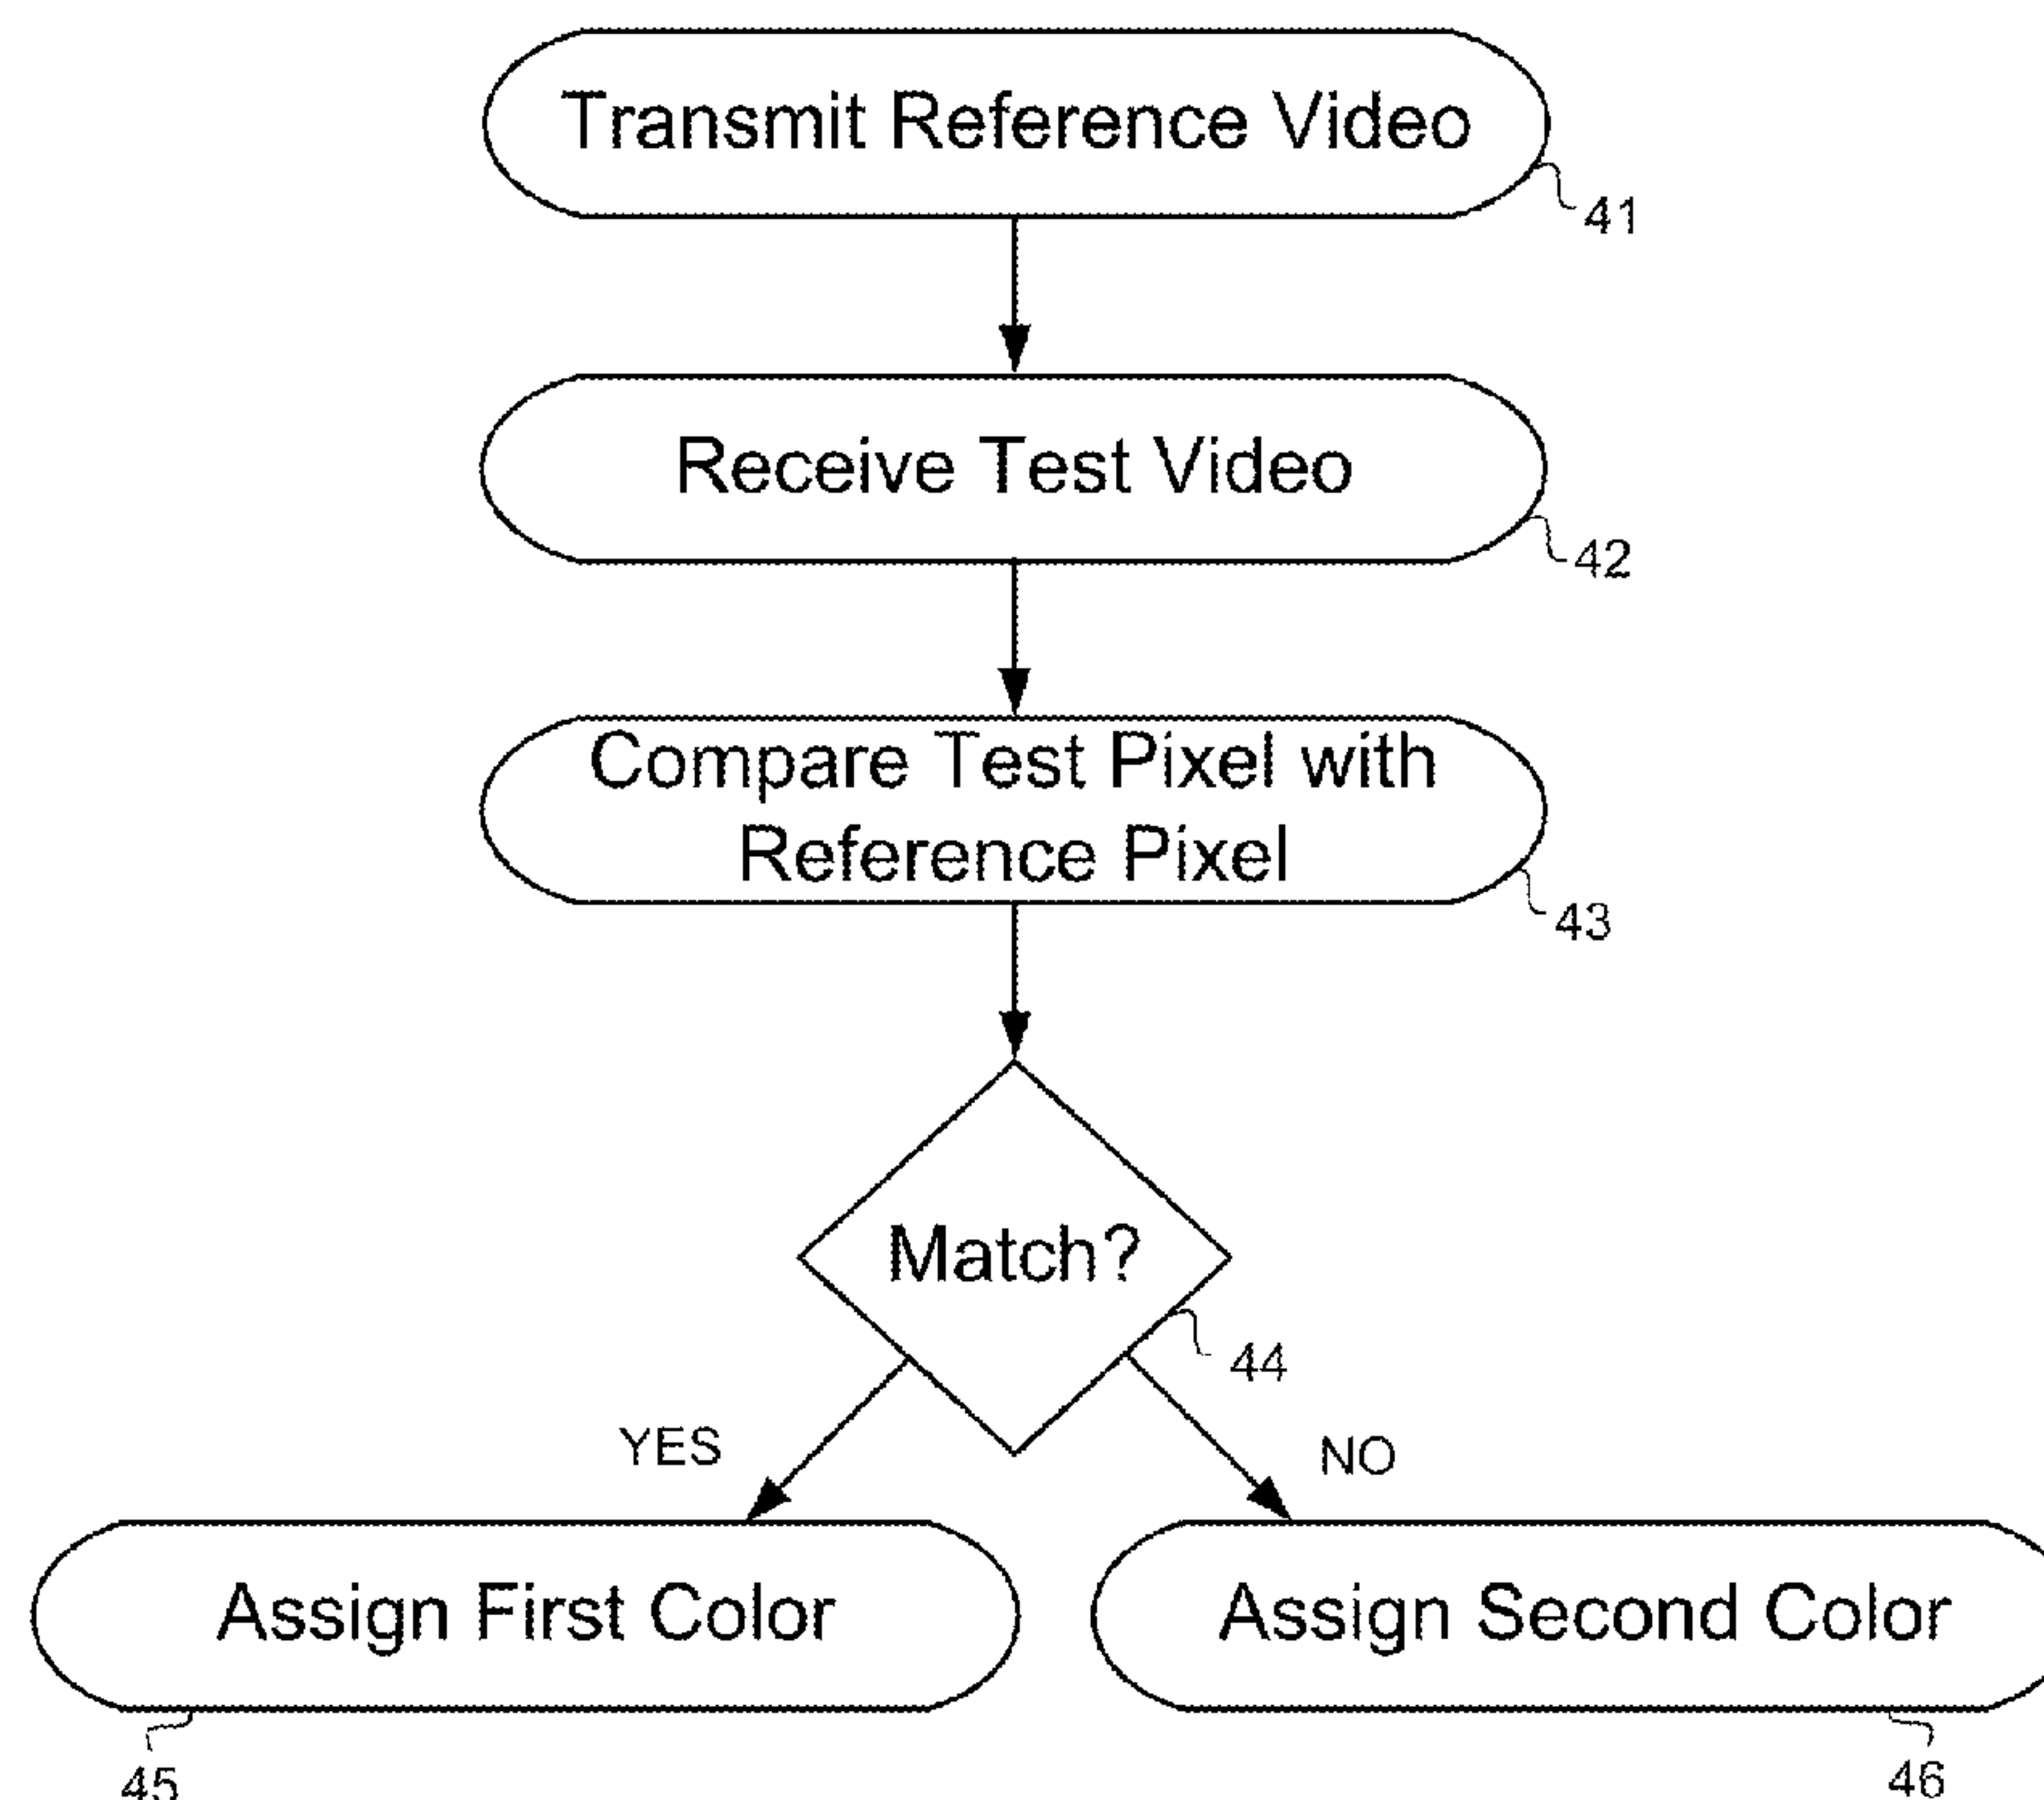 Transmit Reference Video
41
Receive Test Video
42
Compare Test Pixel with
Reference Pixel
43
Match?
44
YES
NO
Assign First Color
Assign Second Color
45
46